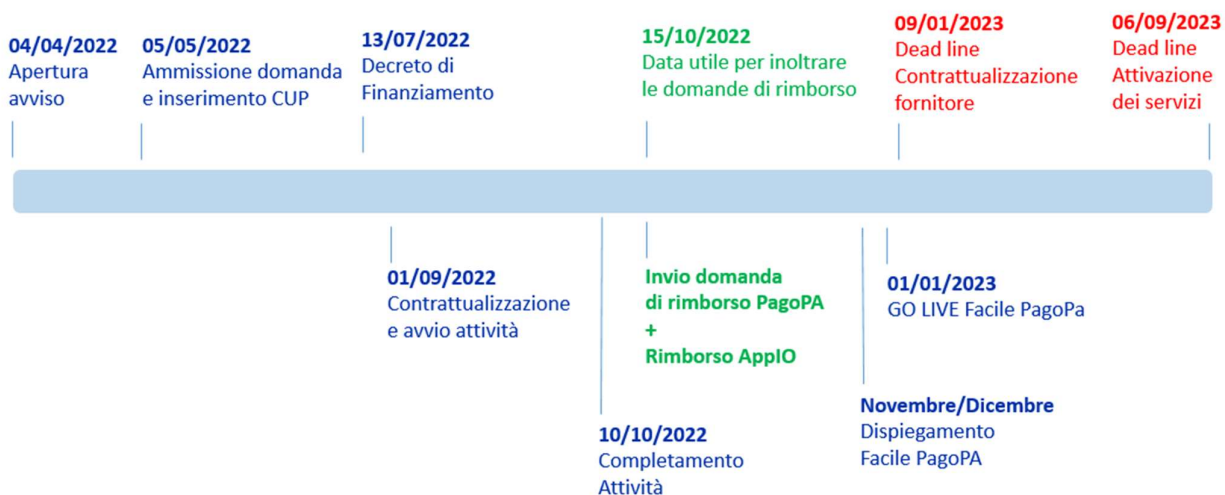 04/04/2022
Apertura
avviso
05/05/2022
Ammissione domanda
e inserimento CUP
13/07/2022
Decreto di
Finanziamento
15/10/2022
Data utile per inoltrare
le domande di rimborso
09/01/2023
Dead line
Contrattualizzazione
fornitore
06/09/2023
Dead line
Attivazione
dei servizi
01/09/2022
Contrattualizzazione
e avvio attività
10/10/2022
Completamento
Attività
Invio domanda
di rimborso PagoPA
+
Rimborso AppIO
Novembre/Dicembre
Dispiegamento
Facile PagoPA
01/01/2023
GO LIVE Facile PagoPa